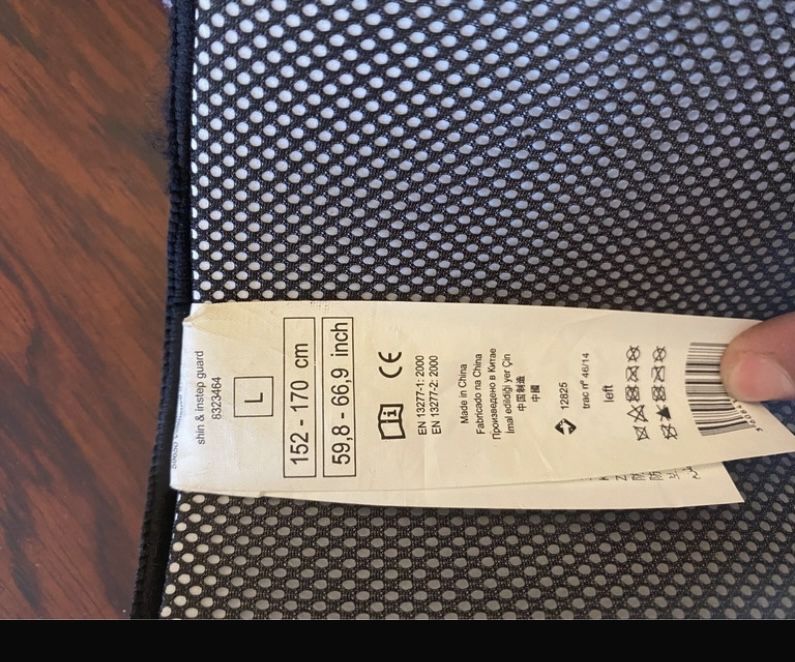 shin & instep guard
8323464
L
152 - 170 cm
59,8 - 66,9 inch
i
CE
EN 13277-1: 2000
EN 13277-2: 2000
Made in China
Fabricado na China
Произведено в Китае
İmal edildiği yer Çin
中国制造
中國
12825
trac n° 46/14
left